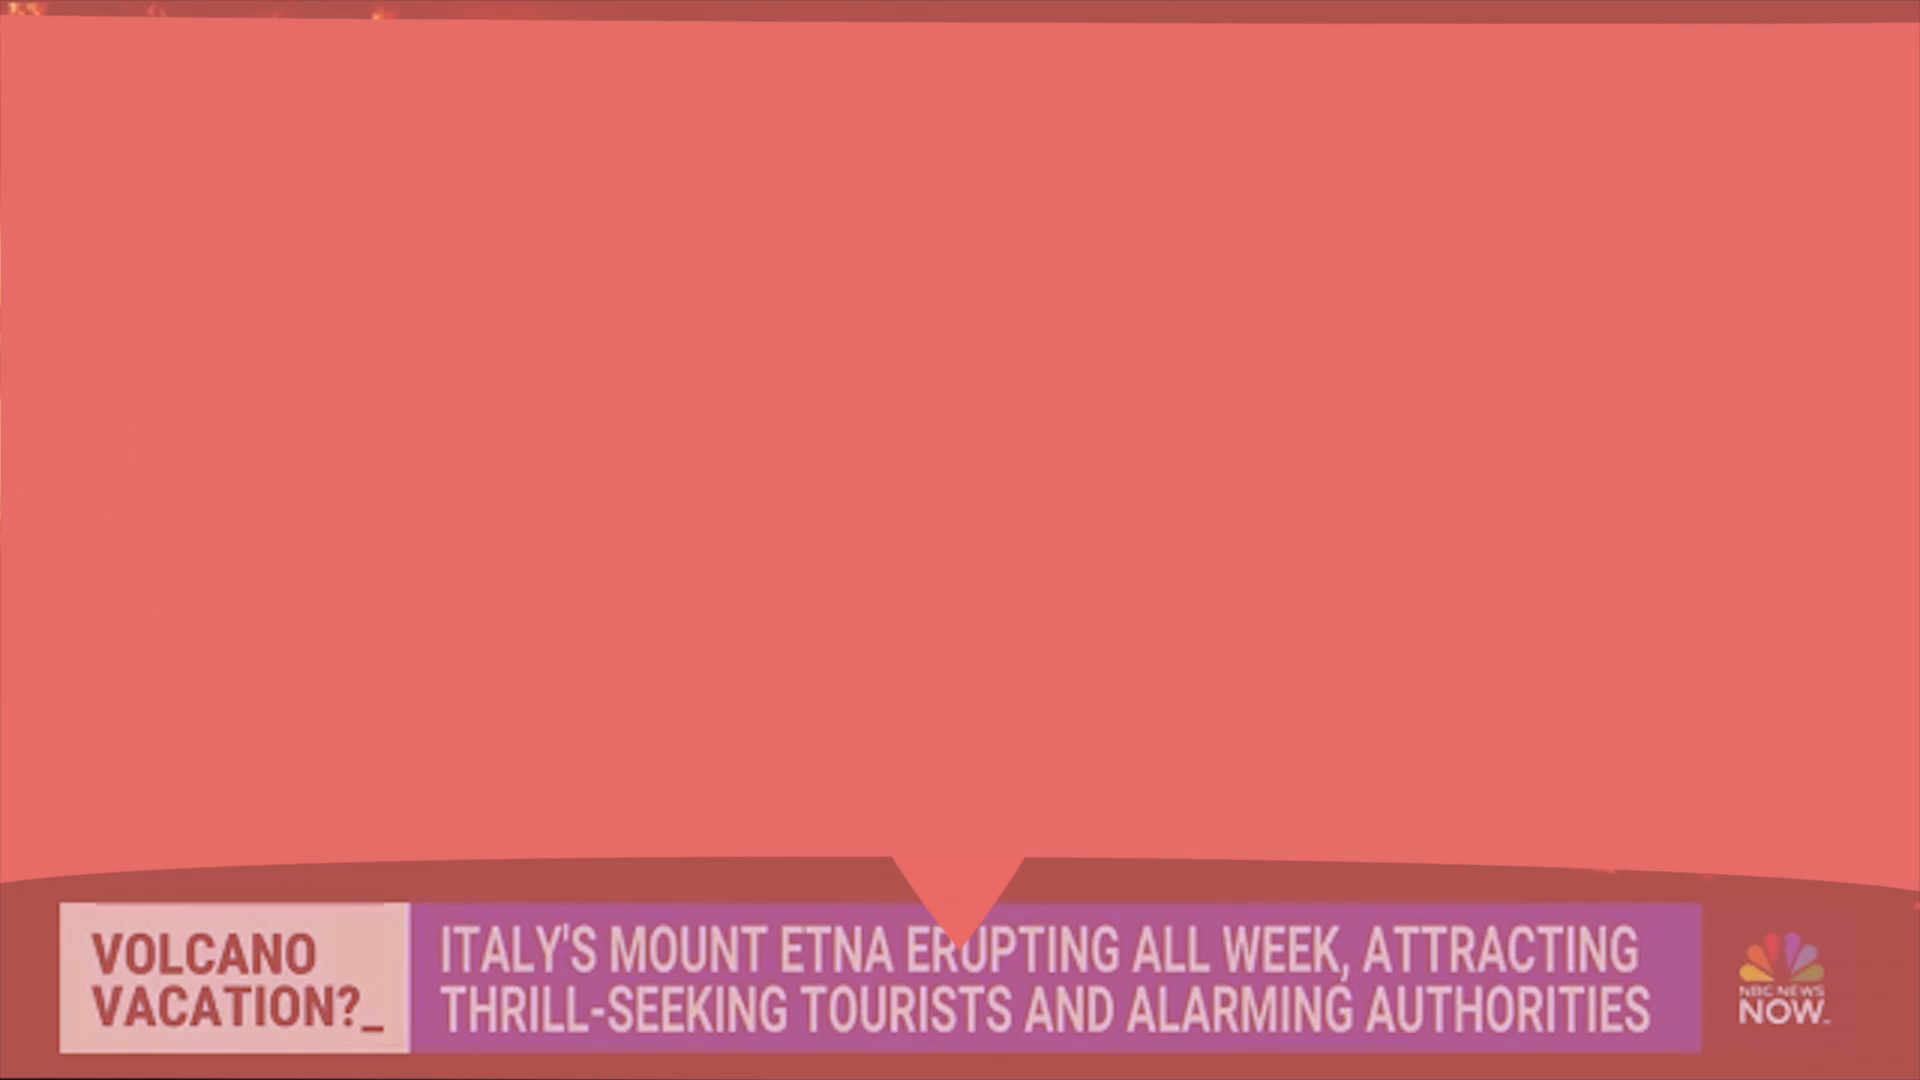 VOLCANO
VACATION?_
ITALY'S MOUNT ETNA ERUPTING ALL WEEK, ATTRACTING
THRILL-SEEKING TOURISTS AND ALARMING AUTHORITIES
NBC NEWS
NOW